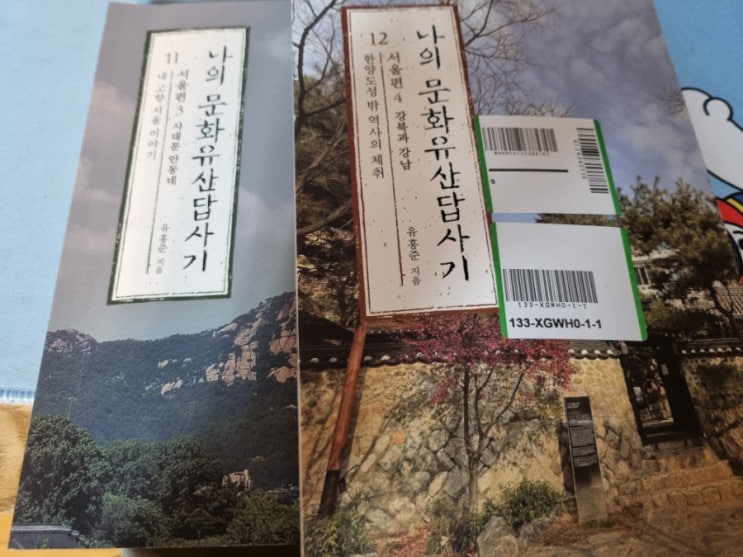 나의 문화유산답사기
11
서울편 3 사대문 안동네
내 고향 서울 이야기
유홍준 지음
나의 문화유산답사기
12
서울편 4 강북과 강남
한양도성 밖 역사의 체취
유홍준 지음
S
133-XGWH0-1-1
133-XGWH0-1-1